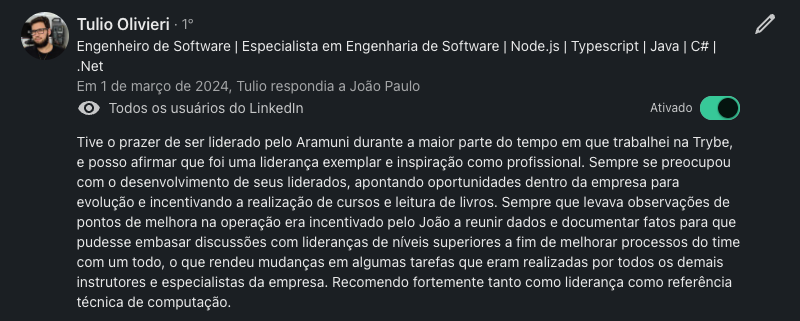 Tulio Olivieri · 1º
Engenheiro de Software | Especialista em Engenharia de Software | Node.js | Typescript | Java | C# |
.Net
Em 1 de março de 2024, Tulio respondia a João Paulo
Todos os usuários do LinkedIn
Ativado
Tive o prazer de ser liderado pelo Aramuni durante a maior parte do tempo em que trabalhei na Trybe,
e posso afirmar que foi uma liderança exemplar e inspiração como profissional. Sempre se preocupou
com o desenvolvimento de seus liderados, apontando oportunidades dentro da empresa para
evolução e incentivando a realização de cursos e leitura de livros. Sempre que levava observações de
pontos de melhora na operação era incentivado pelo João a reunir dados e documentar fatos para que
pudesse embasar discussões com lideranças de níveis superiores a fim de melhorar processos do time
com um todo, o que rendeu mudanças em algumas tarefas que eram realizadas por todos os demais
instrutores e especialistas da empresa. Recomendo fortemente tanto como liderança como referência
técnica de computação.